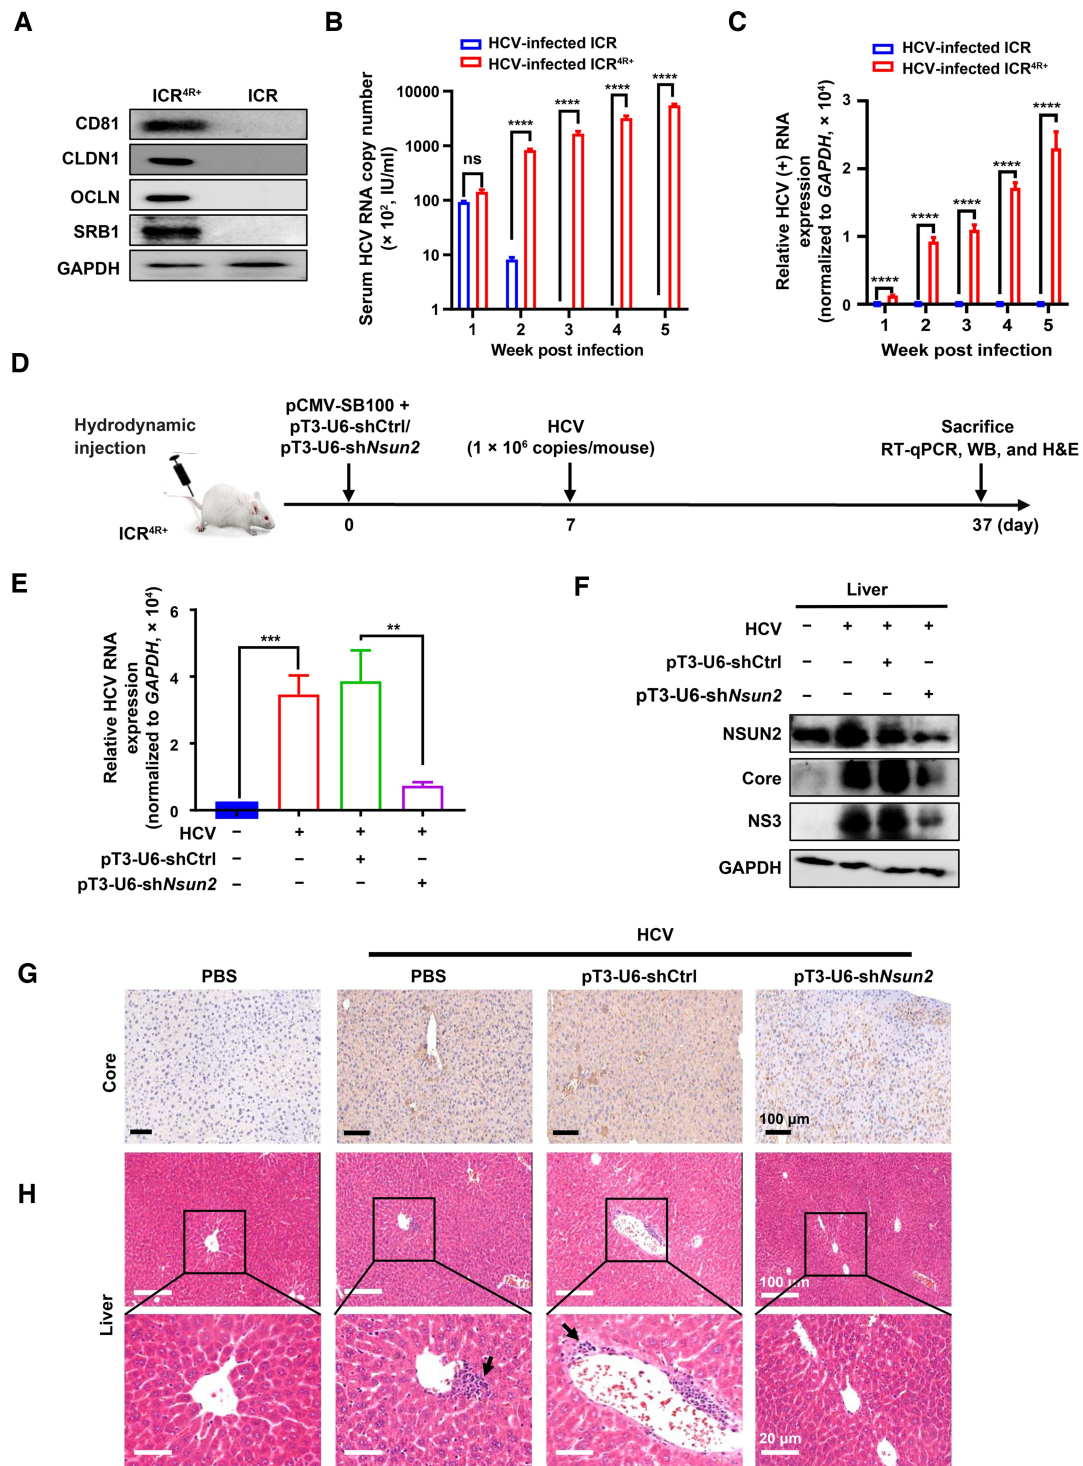 A
ICR4R+ ICR
CD81
CLDN1
OCLN
SRB1
GAPDH
B
HCV-infected ICR
HCV-infected ICR4R+
Serum HCV RNA copy number
(× 10², IU/ml)
10000
1000
100
10
1
ns
****
****
****
****
1 2 3 4 5
Week post infection
C
HCV-infected ICR
HCV-infected ICR4R+
Relative HCV (+) RNA
expression
(normalized to GAPDH, × 10⁴)
3
2
1
0
****
****
****
****
****
1 2 3 4 5
Week post infection
D
Hydrodynamic
injection
ICR4R+
pCMV-SB100 +
pT3-U6-shCtrl/
pT3-U6-shNsun2
HCV
(1 × 10⁶ copies/mouse)
Sacrifice
RT-qPCR, WB, and H&E
0 7 37 (day)
E
Relative HCV RNA
expression
(normalized to GAPDH, × 10⁴)
6
4
2
0
***
**
HCV − + + +
pT3-U6-shCtrl − − + −
pT3-U6-shNsun2 − − − +
F
Liver
HCV − + + +
pT3-U6-shCtrl − − + −
pT3-U6-shNsun2 − − − +
NSUN2
Core
NS3
GAPDH
HCV
G
PBS PBS pT3-U6-shCtrl pT3-U6-shNsun2
Core
100 µm
H
Liver
100 µm
20 µm